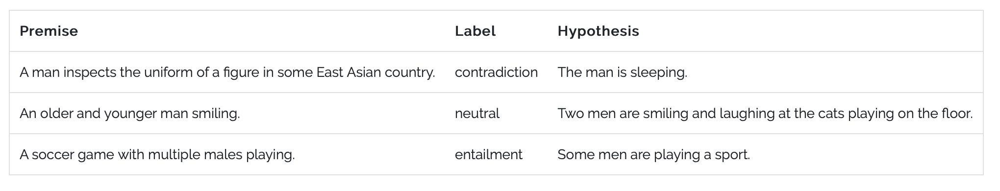 Premise Label Hypothesis
A man inspects the uniform of a figure in some East Asian country. contradiction The man is sleeping.
An older and younger man smiling. neutral Two men are smiling and laughing at the cats playing on the floor.
A soccer game with multiple males playing. entailment Some men are playing a sport.